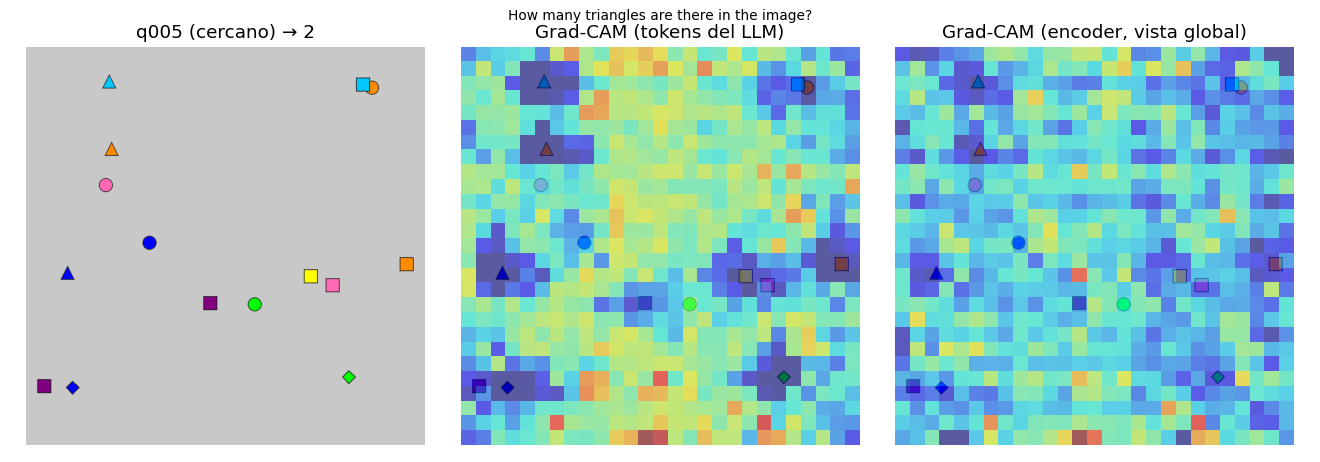 How many triangles are there in the image?
q005 (cercano) → 2
Grad-CAM (tokens del LLM)
Grad-CAM (encoder, vista global)